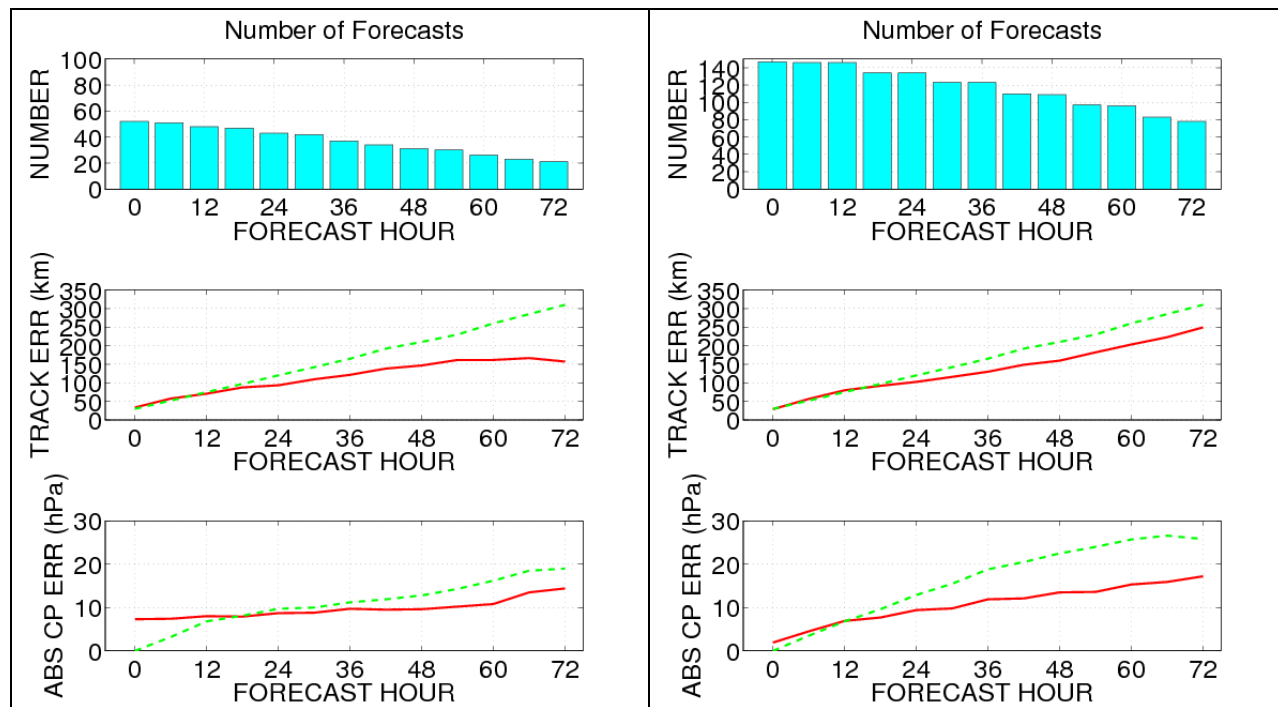 Number of Forecasts
NUMBER
100
80
60
40
20
0
0 12 24 36 48 60 72
FORECAST HOUR
TRACK ERR (km)
350
300
250
200
150
100
50
0
0 12 24 36 48 60 72
FORECAST HOUR
ABS CP ERR (hPa)
30
20
10
0
0 12 24 36 48 60 72
FORECAST HOUR
Number of Forecasts
NUMBER
140
120
100
80
60
40
20
0
0 12 24 36 48 60 72
FORECAST HOUR
TRACK ERR (km)
350
300
250
200
150
100
50
0
0 12 24 36 48 60 72
FORECAST HOUR
ABS CP ERR (hPa)
30
20
10
0
0 12 24 36 48 60 72
FORECAST HOUR